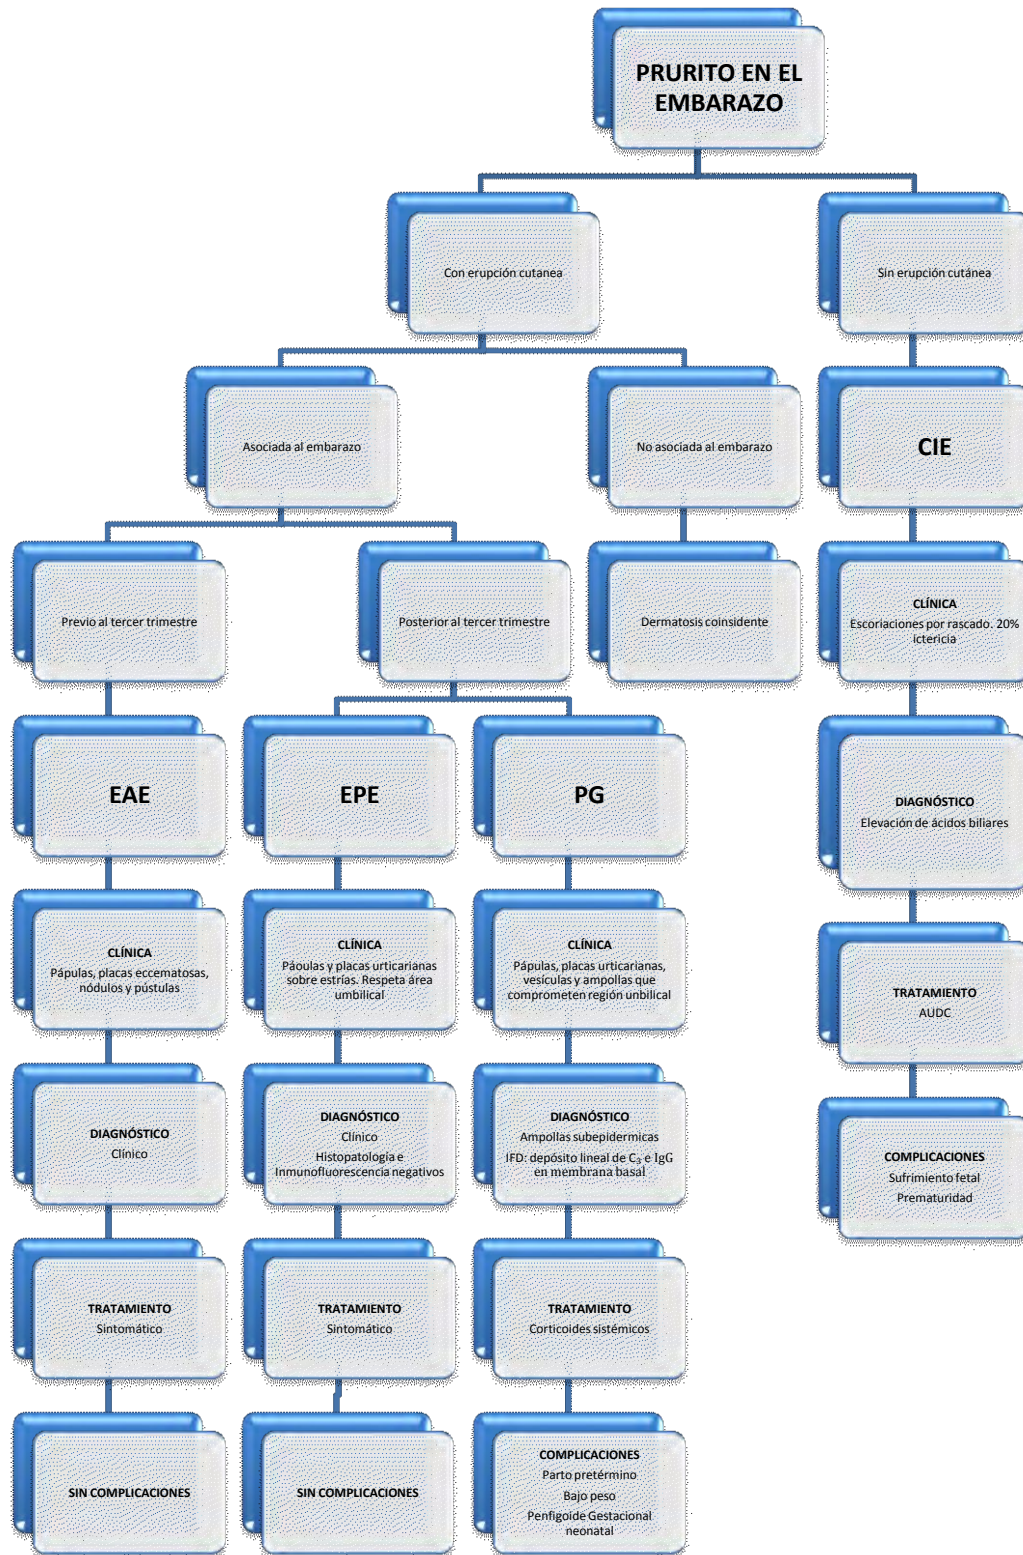 PRURITO EN EL
EMBARAZO
Con erupción cutanea
Sin erupción cutánea
Asociada al embarazo
No asociada al embarazo
CIE
Previo al tercer trimestre
Posterior al tercer trimestre
Dermatosis coinsidente
CLÍNICA
Escoriaciones por rascado. 20%
ictericia
EAE
EPE
PG
DIAGNÓSTICO
Elevación de ácidos biliares
CLÍNICA
Pápulas, placas eccematosas,
nódulos y pústulas
CLÍNICA
Páoulas y placas urticarianas
sobre estrías. Respeta área
umbilical
CLÍNICA
Pápulas, placas urticarianas,
vesículas y ampollas que
comprometen región unbilical
TRATAMIENTO
AUDC
DIAGNÓSTICO
Clínico
DIAGNÓSTICO
Clínico
Histopatología e
Inmunofluorescencia negativos
DIAGNÓSTICO
Ampollas subepidermicas
IFD: depósito lineal de C₃ e IgG
en membrana basal
COMPLICACIONES
Sufrimiento fetal
Prematuridad
TRATAMIENTO
Sintomático
TRATAMIENTO
Sintomático
TRATAMIENTO
Corticoides sistémicos
SIN COMPLICACIONES
SIN COMPLICACIONES
COMPLICACIONES
Parto pretérmino
Bajo peso
Penfigoide Gestacional
neonatal